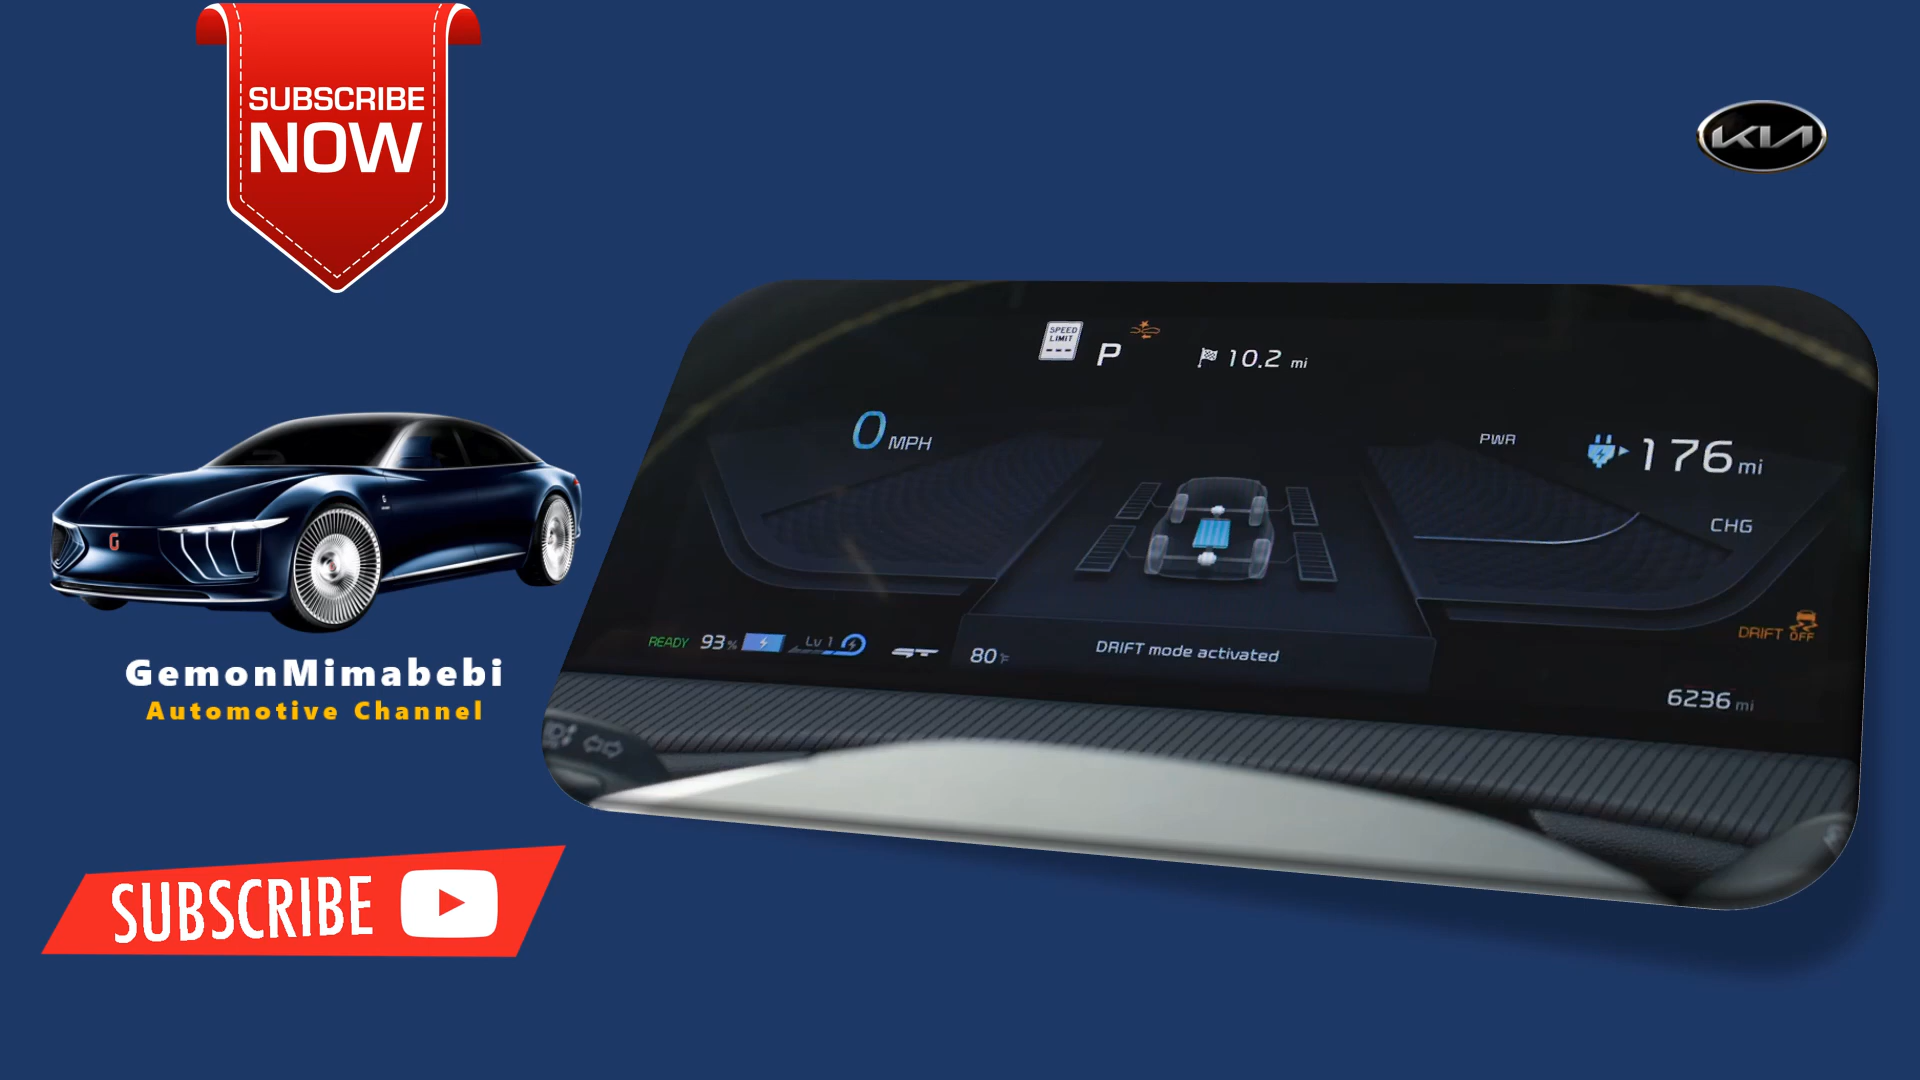 SUBSCRIBE
NOW
KIA
SPEED
LIMIT
---
P
10.2 mi
0 MPH
PWR
176 mi
CHG
G
READY 93% Lv 1
GT
80°F
DRIFT mode activated
DRIFT OFF
6236 mi
GemonMimabebi
Automotive Channel
SUBSCRIBE